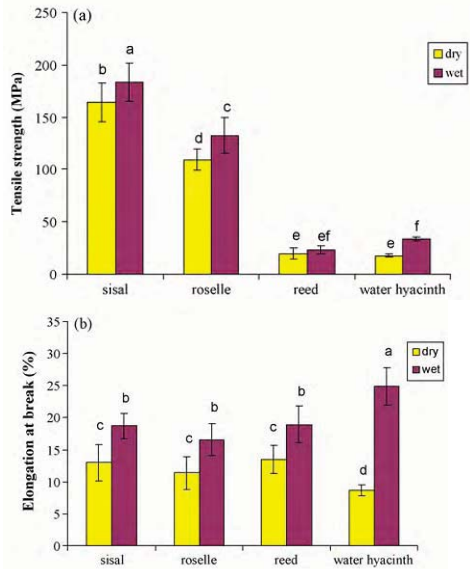 (a)
250
200
150
100
50
0
Tensile strength (MPa)
dry
wet
b a d c e ef e f
sisal roselle reed water hyacinth
(b)
35
30
25
20
15
10
5
0
Elongation at break (%)
dry
wet
c b c b c b d a
sisal roselle reed water hyacinth